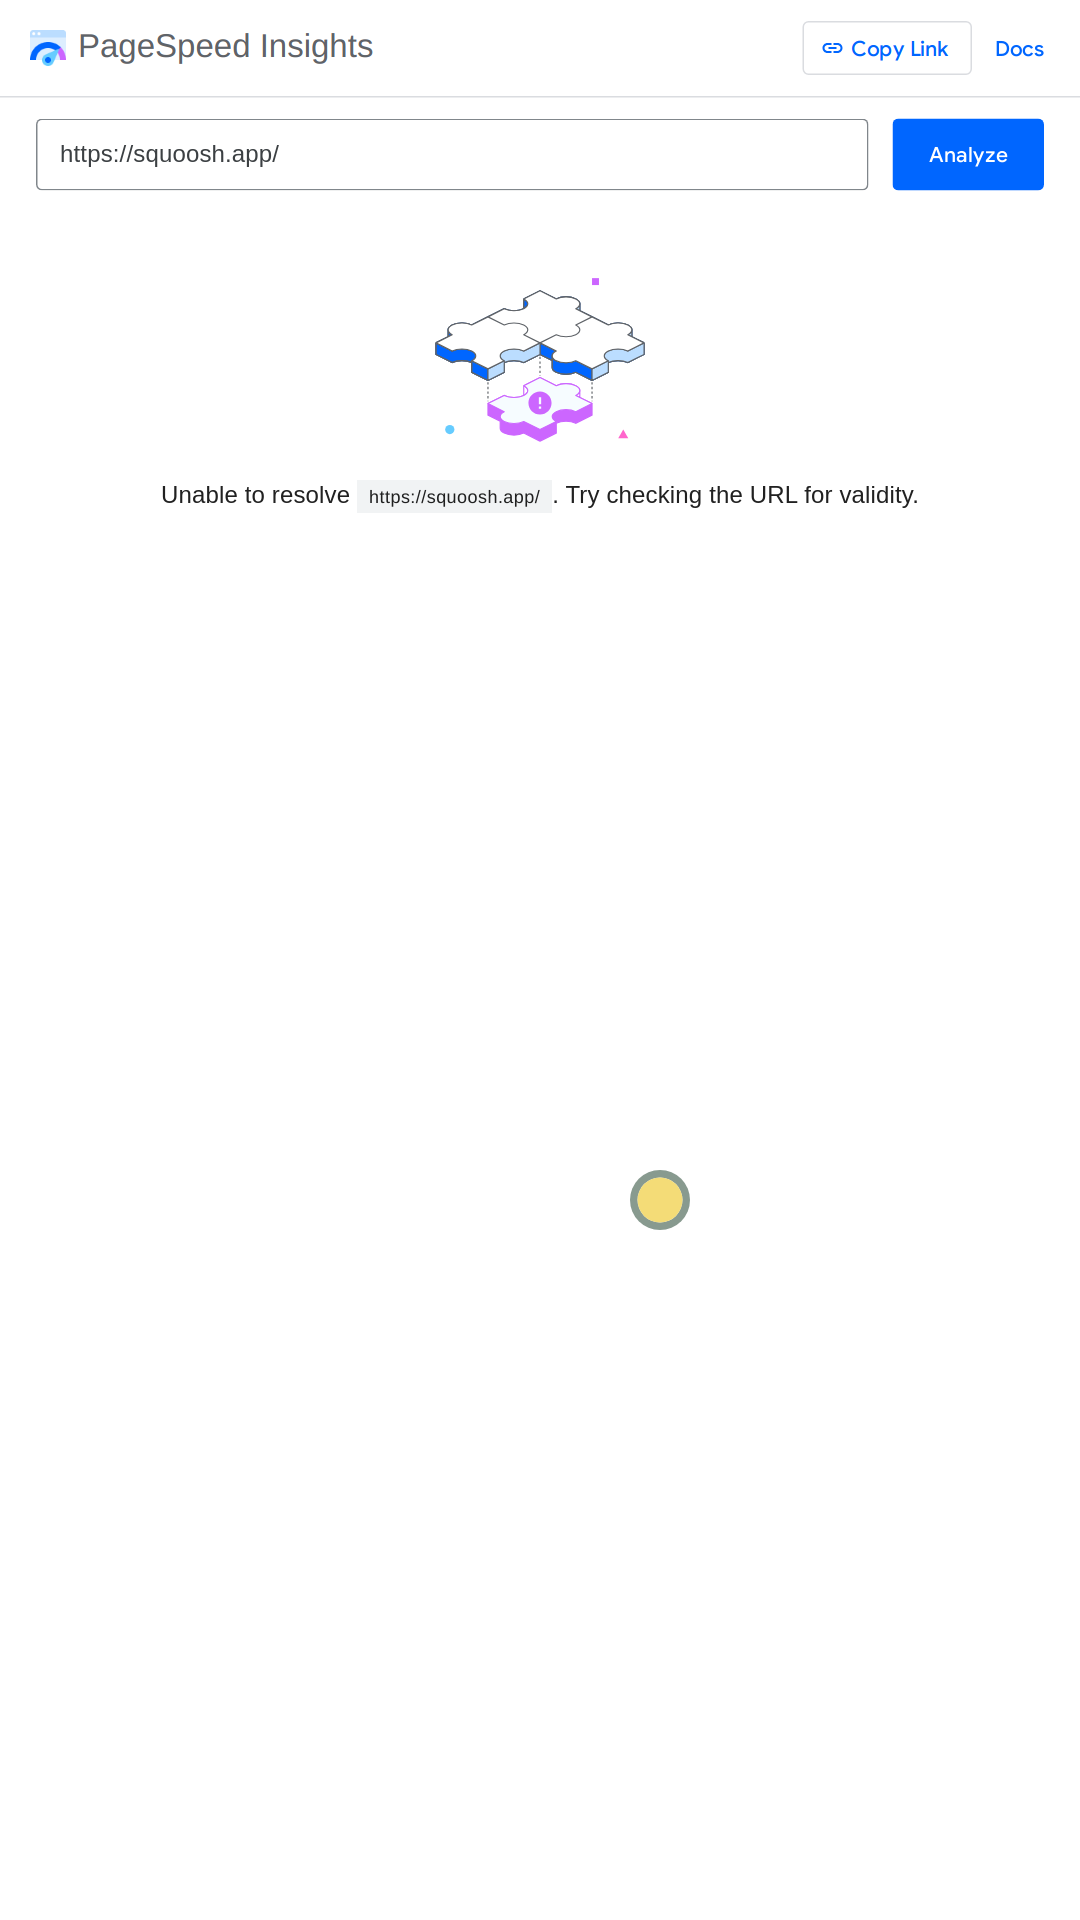 PageSpeed Insights
Copy Link
Docs
https://squoosh.app/
Analyze
Unable to resolve https://squoosh.app/ . Try checking the URL for validity.